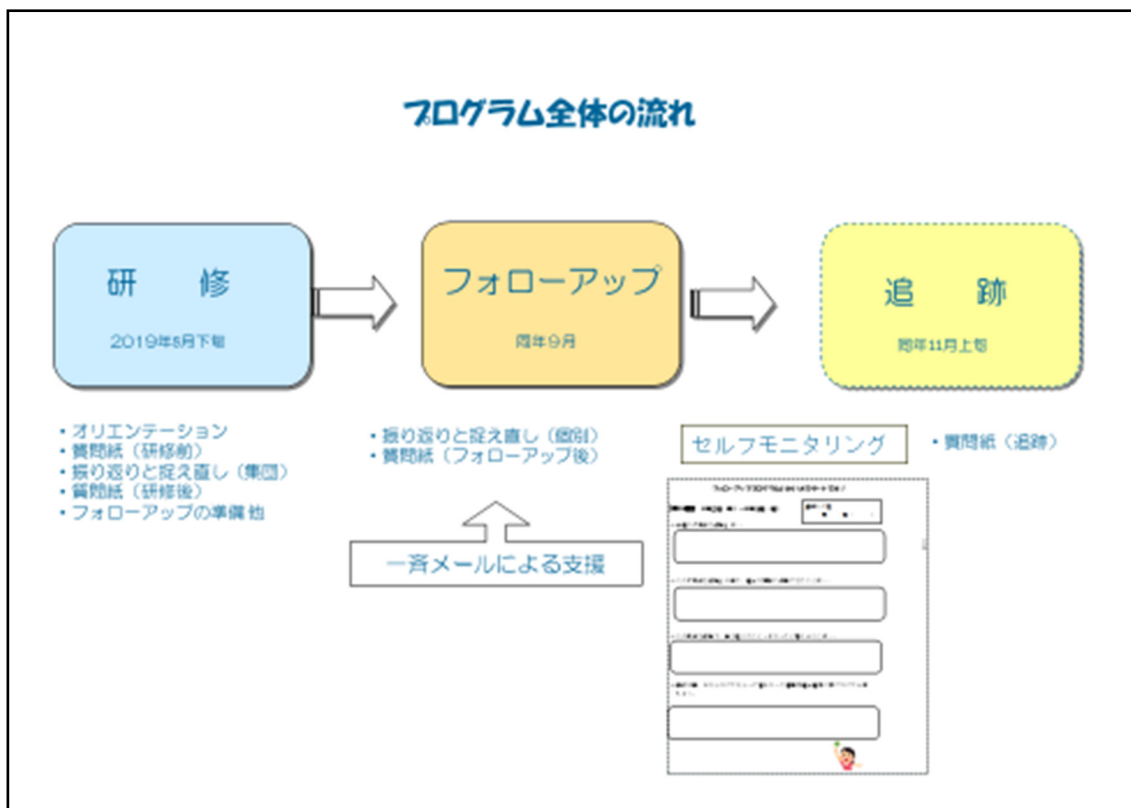 プログラム全体の流れ
研 修
2019年8月下旬
フォローアップ
同年9月
追 跡
同年11月上旬
・オリエンテーション
・質問紙（研修前）
・振り返りと捉え直し（集団）
・質問紙（研修後）
・フォローアップの準備 他
・振り返りと捉え直し（個別）
・質問紙（フォローアップ後）
一斉メールによる支援
セルフモニタリング
・質問紙（追跡）